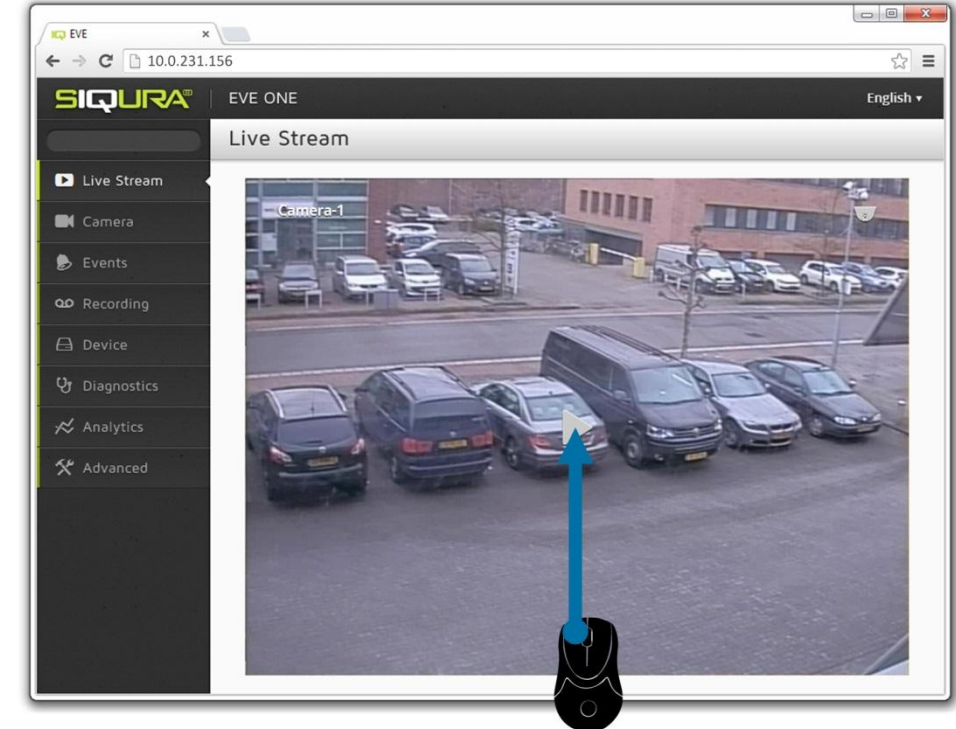 IQ EVE
10.0.231.156
SIQURA
EVE ONE
English
Live Stream
Live Stream
Camera
Events
Recording
Device
Diagnostics
Analytics
Advanced
Camera-1